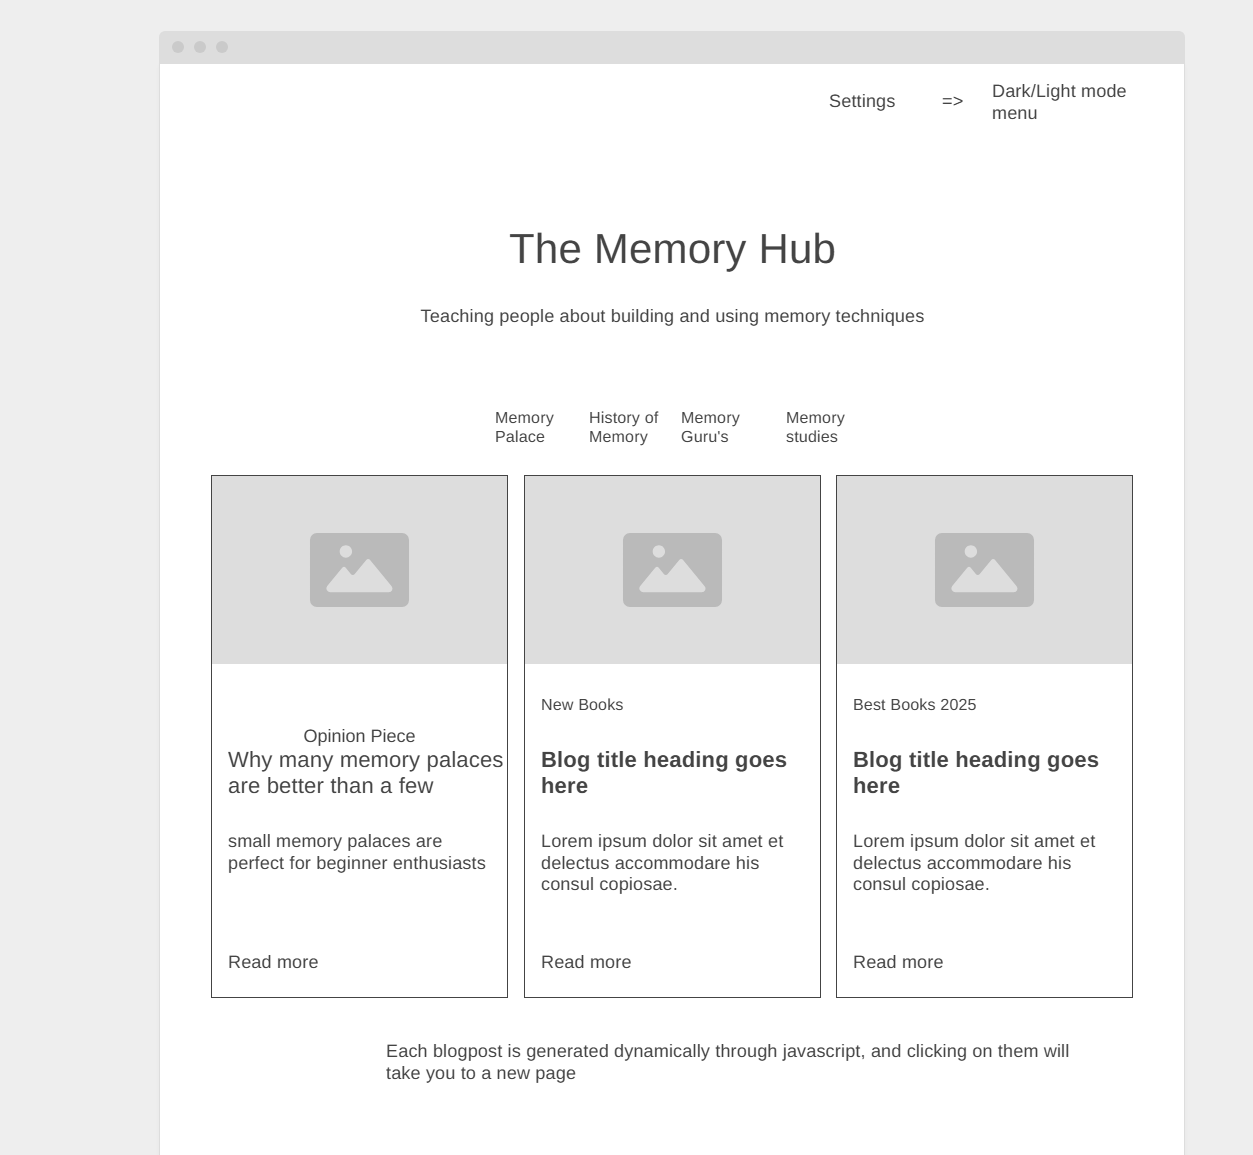 Settings
=>
Dark/Light mode
menu
The Memory Hub
Teaching people about building and using memory techniques
Memory
Palace
History of
Memory
Memory
Guru's
Memory
studies
Opinion Piece
Why many memory palaces
are better than a few
small memory palaces are
perfect for beginner enthusiasts
Read more
New Books
Blog title heading goes
here
Lorem ipsum dolor sit amet et
delectus accommodare his
consul copiosae.
Read more
Best Books 2025
Blog title heading goes
here
Lorem ipsum dolor sit amet et
delectus accommodare his
consul copiosae.
Read more
Each blogpost is generated dynamically through javascript, and clicking on them will
take you to a new page